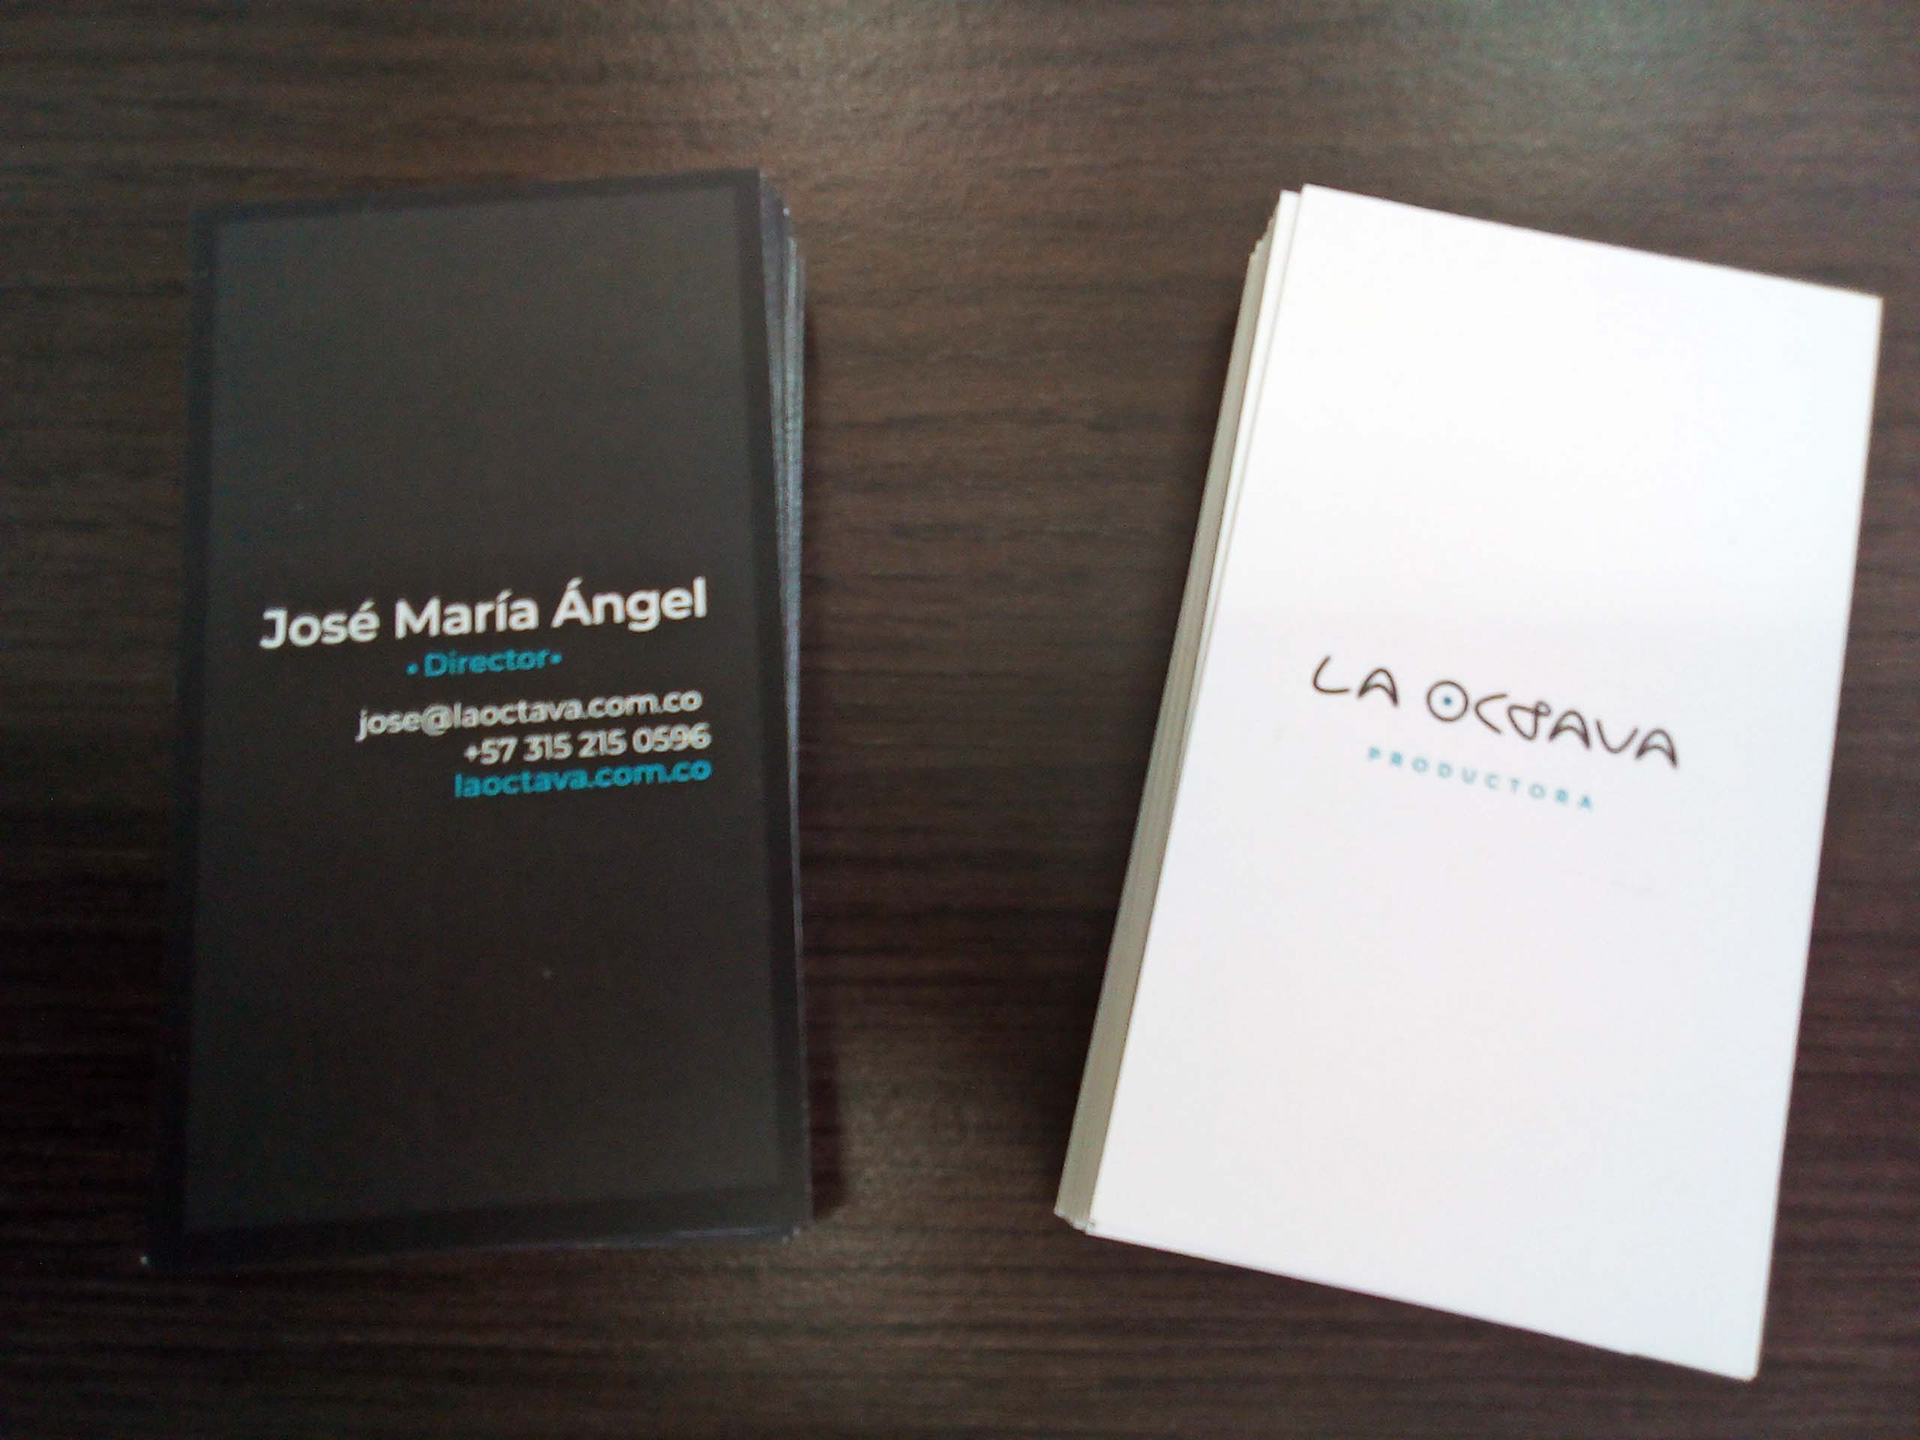 José María Ángel
• Director •
jose@laoctava.com.co
+57 315 215 0596
laoctava.com.co
LA OCTAVA
PRODUCTORA